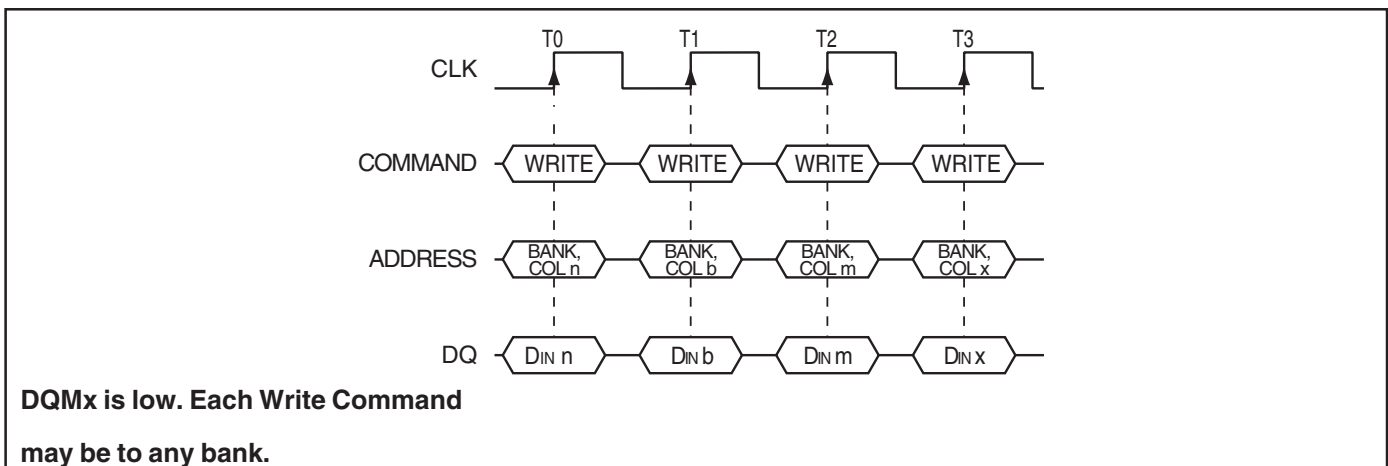 T0 T1 T2 T3
CLK
COMMAND WRITE WRITE WRITE WRITE
ADDRESS BANK, COL n BANK, COL b BANK, COL m BANK, COL x
DQ DIN n DIN b DIN m DIN x
DQMx is low. Each Write Command
may be to any bank.